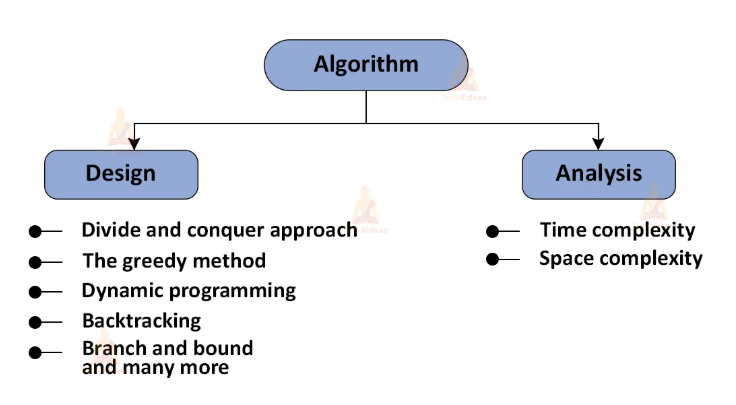 Algorithm
Design
Analysis
Divide and conquer approach
The greedy method
Dynamic programming
Backtracking
Branch and bound
and many more
Time complexity
Space complexity